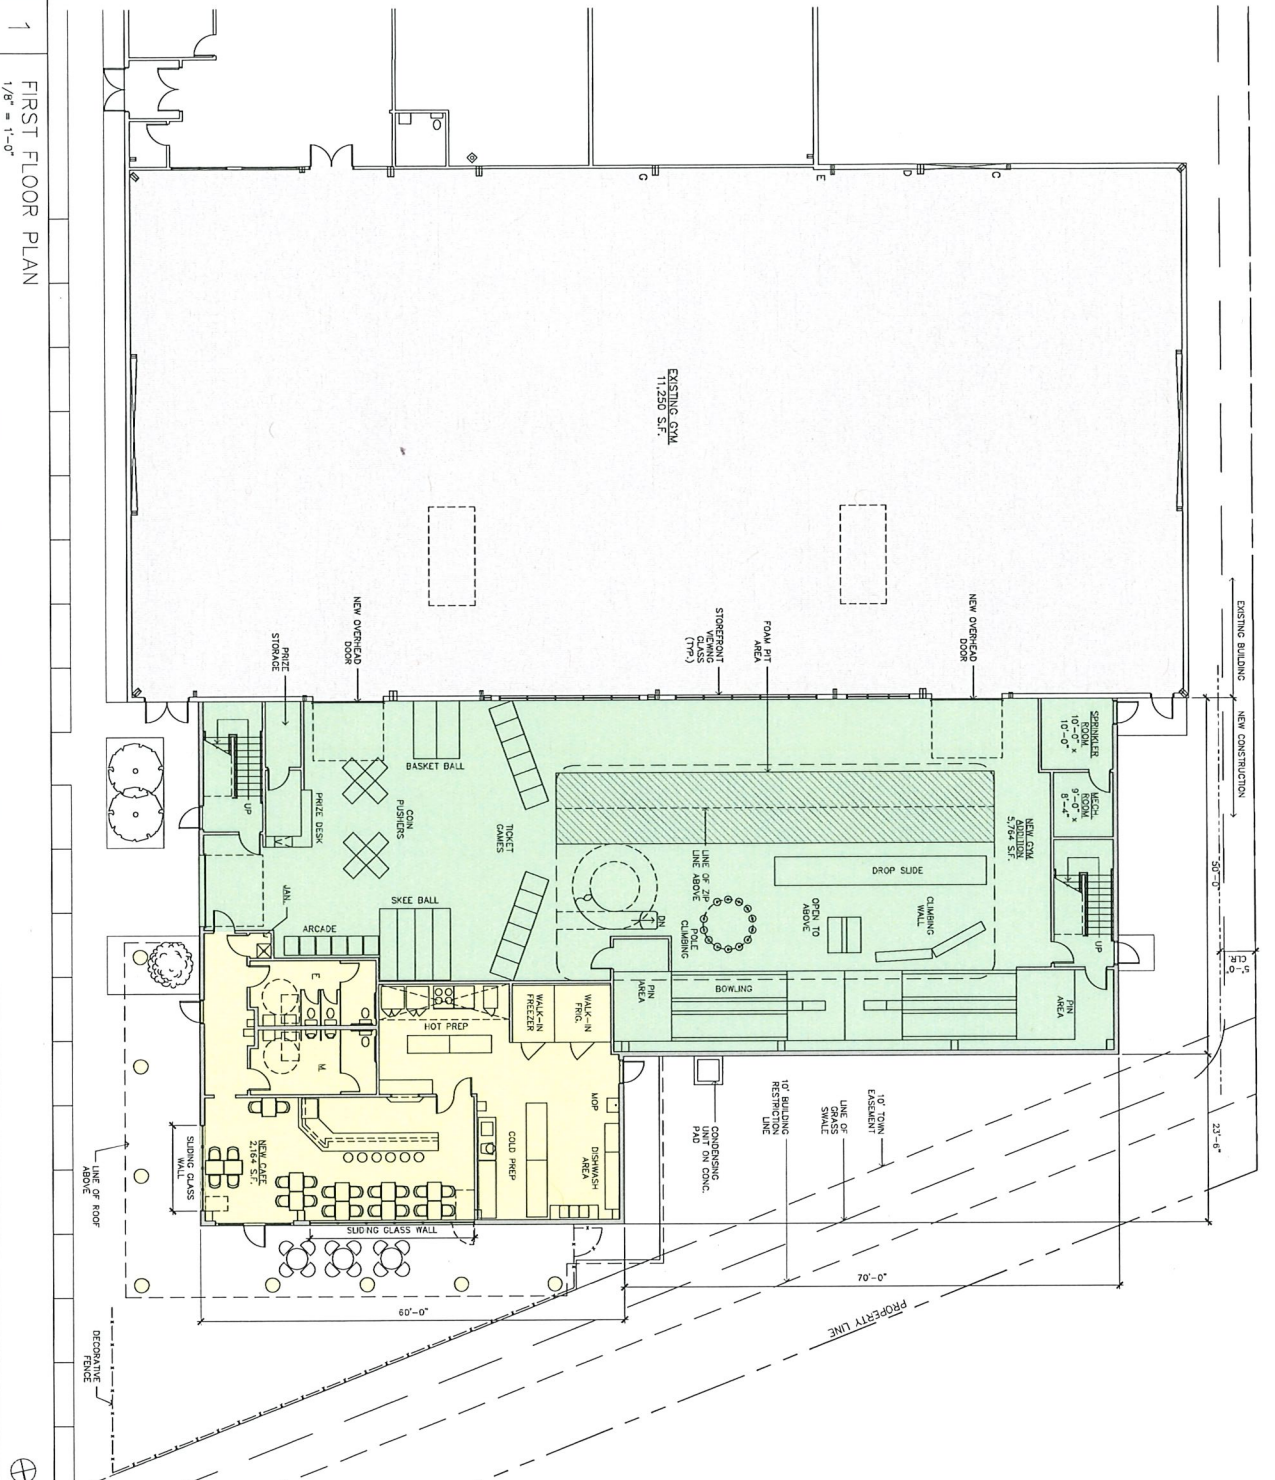 1
FIRST FLOOR PLAN
1/8" = 1'-0"
G
E
D
C
EXISTING GYM
11,250 S.F.
EXISTING BUILDING
NEW CONSTRUCTION
NEW OVERHEAD
DOOR
PRIZE
STORAGE
STOREFRONT
VIEWING
GLASS
(TYP.)
FOAM PIT
AREA
NEW OVERHEAD
DOOR
SPRINKLER
ROOM
10'-0" x
10'-0"
MECH.
ROOM
9'-0" x
8'-4"
NEW GYM
ADDITION
5,764 S.F.
UP
PRIZE DESK
BASKET BALL
COIN
PUSHERS
TICKET
GAMES
LINE OF ZIP
LINE ABOVE
DROP SLIDE
50'-0"
JAN.
ARCADE
SKEE BALL
DN
POLE
CLIMBING
OPEN TO
ABOVE
CLIMBING
WALL
UP
5'-0"
CLR.
PIN
AREA
BOWLING
PIN
AREA
F
M
HOT PREP
WALK-IN
FREEZER
WALK-IN
FRIG.
MOP
COLD PREP
DISHWASH
AREA
NEW CAFE
2,164 S.F.
SLIDING GLASS
WALL
SLIDING GLASS WALL
CONDENSING
UNIT ON CONC.
PAD
10' BUILDING
RESTRICTION
LINE
LINE OF
GRASS
SWALE
10' TOWN
EASEMENT
23'-6"
LINE OF ROOF
ABOVE
60'-0"
70'-0"
PROPERTY LINE
DECORATIVE
FENCE